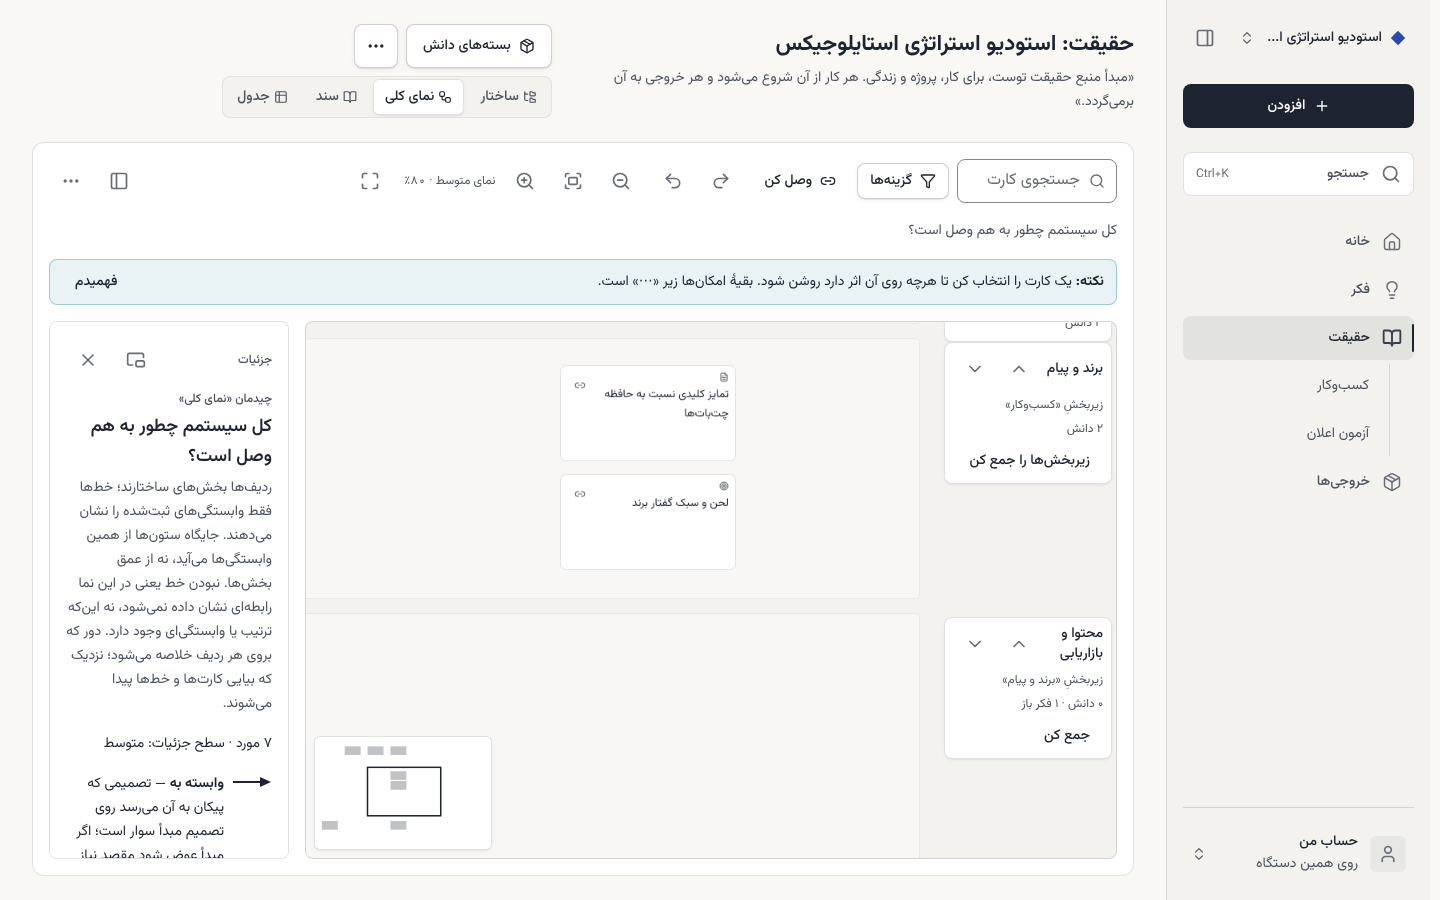 استودیو استراتژی ا...
افزودن
جستجو
Ctrl+K
خانه
فکر
حقیقت
کسب‌وکار
آزمون اعلان
خروجی‌ها
حساب من
روی همین دستگاه
حقیقت: استودیو استراتژی استایلوجیکس
«مبدأ منبع حقیقت توست، برای کار، پروژه و زندگی. هر کار از آن شروع می‌شود و هر خروجی به آن
برمی‌گردد.»
بسته‌های دانش
ساختار
نمای کلی
سند
جدول
جستجوی کارت
گزینه‌ها
وصل کن
نمای متوسط · ۸۰٪
کل سیستمم چطور به هم وصل است؟
نکته: یک کارت را انتخاب کن تا هرچه روی آن اثر دارد روشن شود. بقیهٔ امکان‌ها زیر «···» است.
فهمیدم
دانش
برند و پیام
زیربخشِ «کسب‌وکار»
۲ دانش
زیربخش‌ها را جمع کن
تمایز کلیدی نسبت به حافظه
چت‌بات‌ها
لحن و سبک گفتار برند
محتوا و
بازاریابی
زیربخشِ «برند و پیام»
۰ دانش · ۱ فکر باز
جمع کن
جزئیات
چیدمان «نمای کلی»
کل سیستمم چطور به هم
وصل است؟
ردیف‌ها بخش‌های ساختارند؛ خط‌ها
فقط وابستگی‌های ثبت‌شده را نشان
می‌دهند. جایگاه ستون‌ها از همین
وابستگی‌ها می‌آید، نه از عمق
بخش‌ها. نبودن خط یعنی در این نما
رابطه‌ای نشان داده نمی‌شود، نه این‌که
ترتیب یا وابستگی‌ای وجود دارد. دور که
بروی هر ردیف خلاصه می‌شود؛ نزدیک
که بیایی کارت‌ها و خط‌ها پیدا
می‌شوند.
۷ مورد · سطح جزئیات: متوسط
وابسته به — تصمیمی که
پیکان به آن می‌رسد روی
تصمیم مبدأ سوار است؛ اگر
مبدأ عوض شود مقصد نیاز